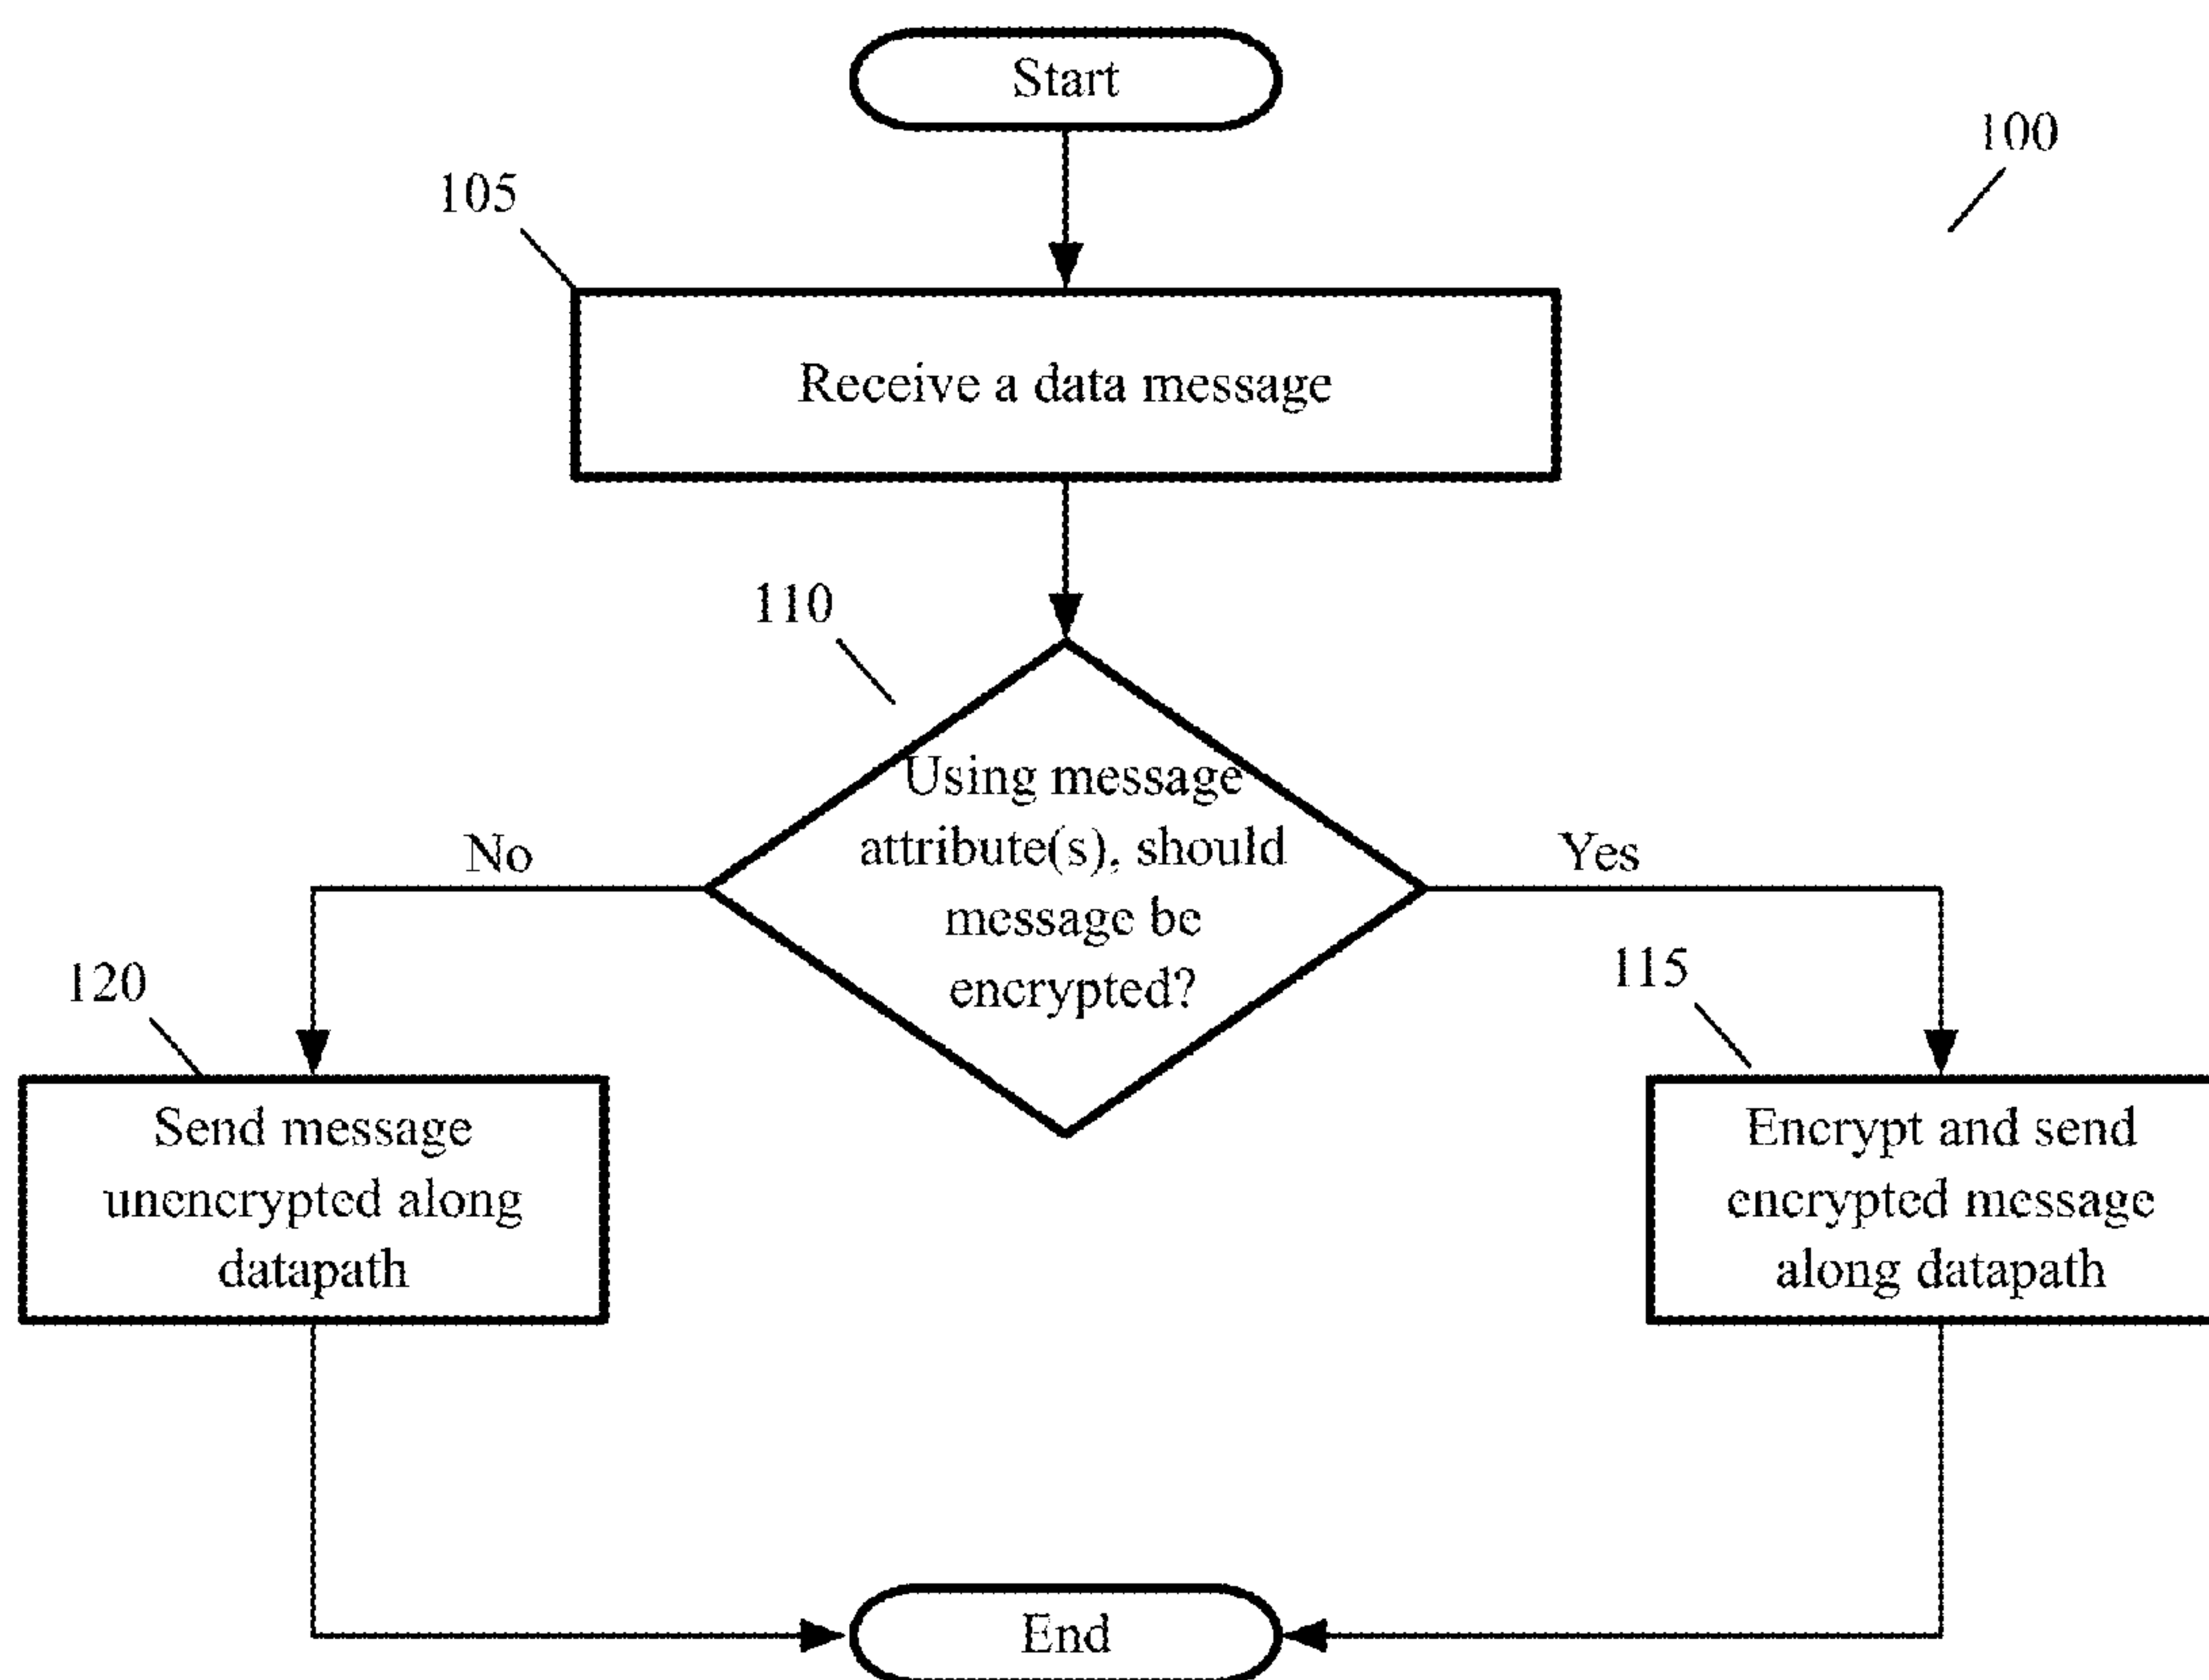 Start
100
105
Receive a data message
110
Using message
attribute(s), should
message be
encrypted?
No
Yes
120
115
Send message
unencrypted along
datapath
Encrypt and send
encrypted message
along datapath
End